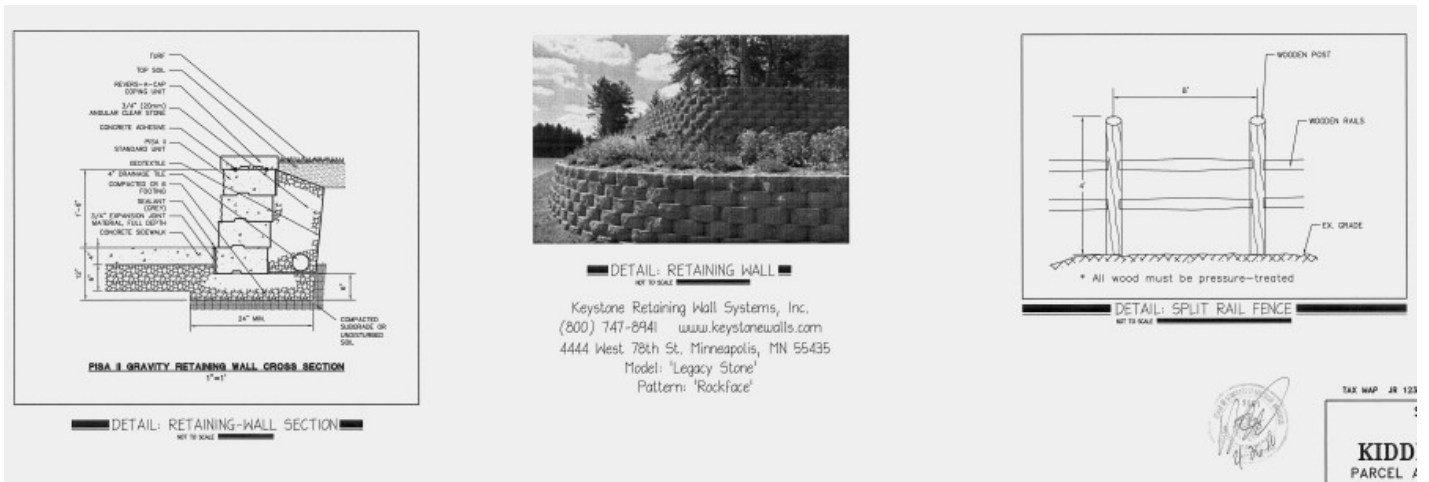 TURF
TOP SOIL
REVERS-A-CAP
COPING UNIT
3/4" (20mm)
ANGULAR CLEAR STONE
CONCRETE ADHESIVE
PISA II
STANDARD UNIT
GEOTEXTILE
4" DRAINAGE TILE
COMPACTED GR B
FOOTING
SEALANT
(GREY)
3/4" EXPANSION JOINT
MATERIAL, FULL DEPTH
CONCRETE SIDEWALK
1'-6"
12"
4"
8"
6"
24" MIN.
COMPACTED
SUBGRADE OR
UNDISTURBED
SOIL
PISA II GRAVITY RETAINING WALL CROSS SECTION
1"=1'
DETAIL: RETAINING-WALL SECTION
NOT TO SCALE
DETAIL: RETAINING WALL
NOT TO SCALE
Keystone Retaining Wall Systems, Inc.
(800) 747-8941 www.keystonewalls.com
4444 West 78th St. Minneapolis, MN 55435
Model: 'Legacy Stone'
Pattern: 'Rockface'
WOODEN POST
8'
WOODEN RAILS
4'
EX. GRADE
* All wood must be pressure-treated
DETAIL: SPLIT RAIL FENCE
NOT TO SCALE
TAX MAP JR 123
KIDD
PARCEL A